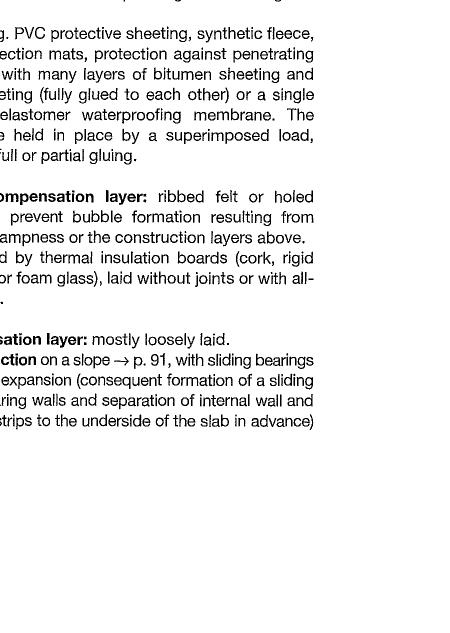 g. PVC protective sheeting, synthetic fleece,
ection mats, protection against penetrating
with many layers of bitumen sheeting and
eting (fully glued to each other) or a single
elastomer waterproofing membrane. The
e held in place by a superimposed load,
full or partial gluing.
ompensation layer: ribbed felt or holed
prevent bubble formation resulting from
ampness or the construction layers above.
d by thermal insulation boards (cork, rigid
or foam glass), laid without joints or with all-
.
sation layer: mostly loosely laid.
ction on a slope → p. 91, with sliding bearings
expansion (consequent formation of a sliding
ring walls and separation of internal wall and
strips to the underside of the slab in advance)